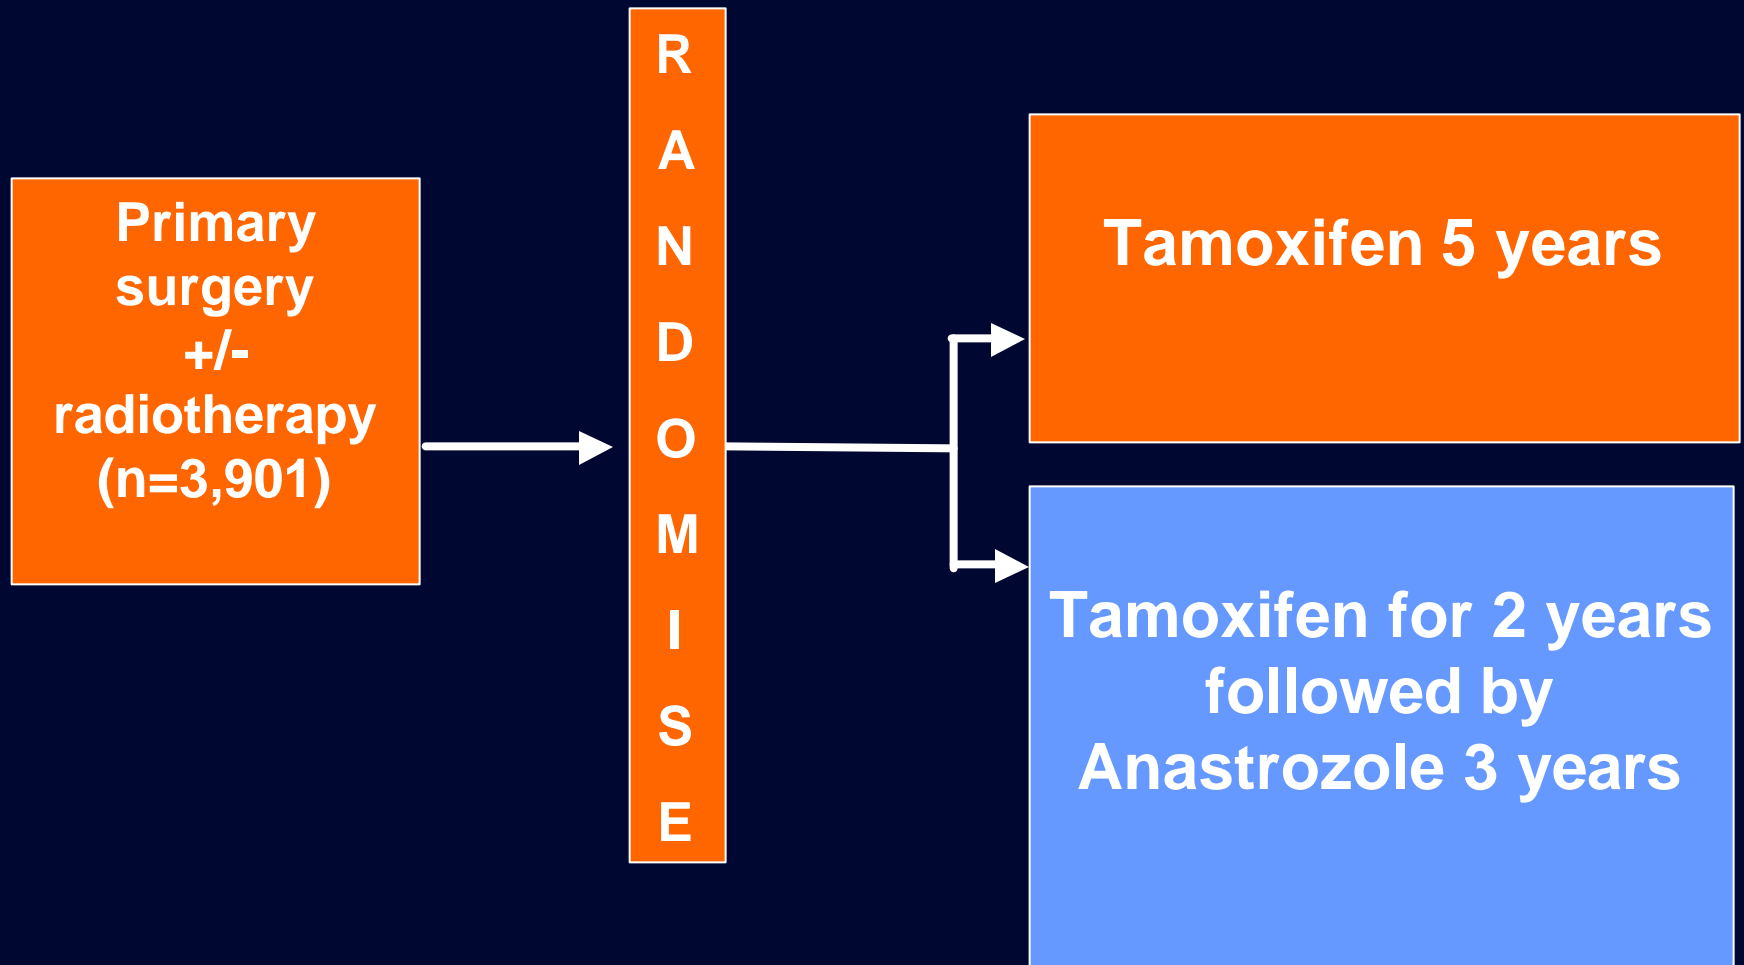 Primary
surgery
+/-
radiotherapy
(n=3,901)
R
A
N
D
O
M
I
S
E
Tamoxifen 5 years
Tamoxifen for 2 years
followed by
Anastrozole 3 years